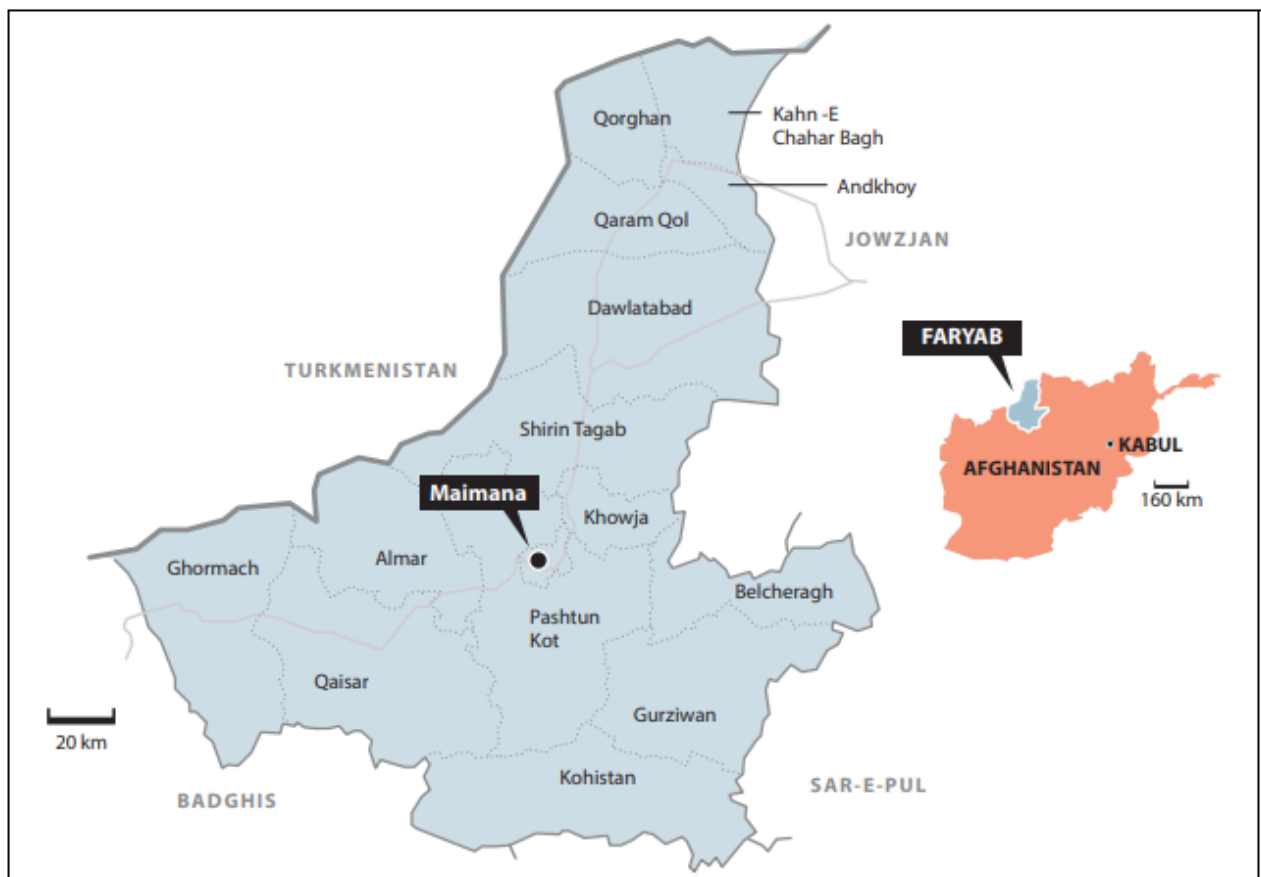 Qorghan
Kahn -E
Chahar Bagh
Andkhoy
Qaram Qol
JOWZJAN
Dawlatabad
FARYAB
TURKMENISTAN
Shirin Tagab
KABUL
AFGHANISTAN
160 km
Maimana
Khowja
Almar
Ghormach
Belcheragh
Pashtun
Kot
Qaisar
Gurziwan
20 km
Kohistan
SAR-E-PUL
BADGHIS